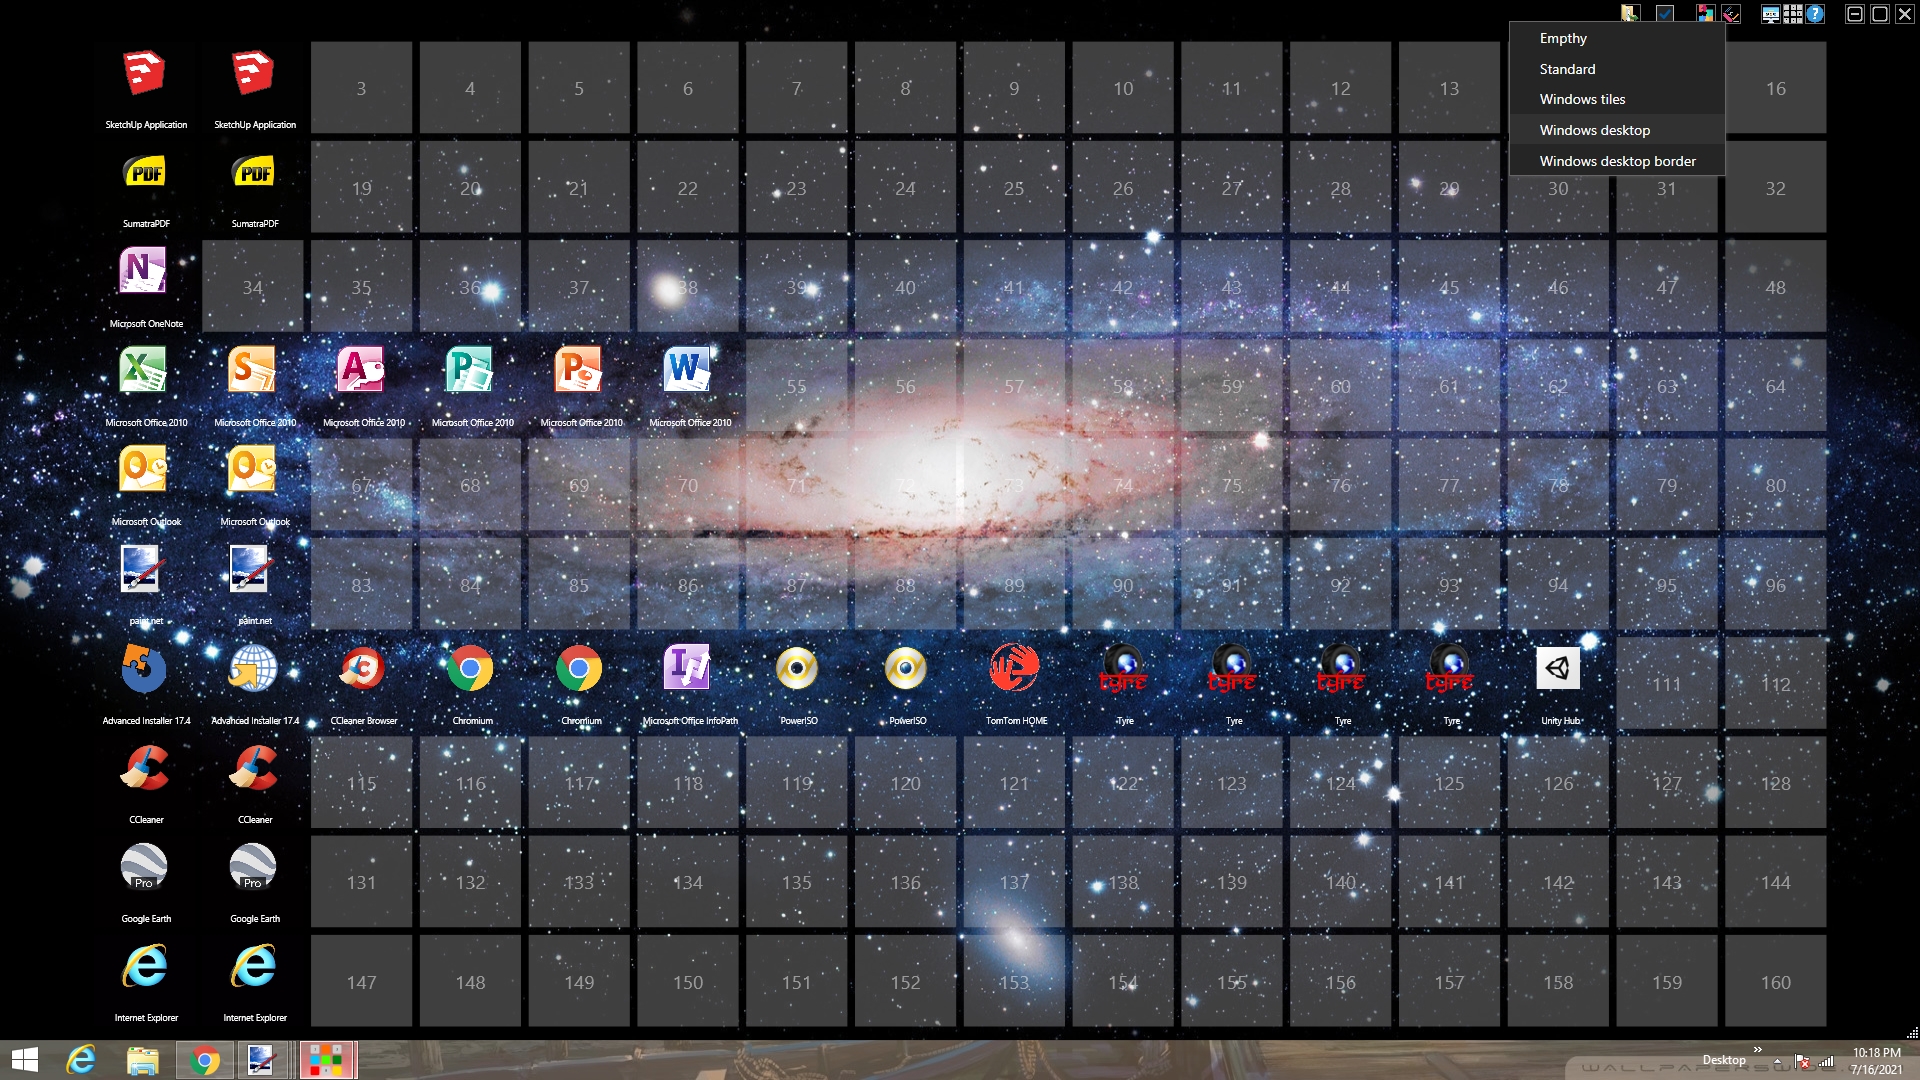 Empthy
Standard
Windows tiles
Windows desktop
Windows desktop border
SketchUp Application SketchUp Application 3 4 5 6 7 8 9 10 11 12 13 16
PDF PDF
SumatraPDF SumatraPDF 19 20 21 22 23 24 25 26 27 28 29 30 31 32
N
Microsoft OneNote 34 35 36 37 38 39 40 41 42 43 44 45 46 47 48
X S A P P W
Microsoft Office 2010 Microsoft Office 2010 Microsoft Office 2010 Microsoft Office 2010 Microsoft Office 2010 Microsoft Office 2010 55 56 57 58 59 60 61 62 63 64
O O
Microsoft Outlook Microsoft Outlook 67 68 69 70 71 72 73 74 75 76 77 78 79 80
paint.net paint.net 83 84 85 86 87 88 89 90 91 92 93 94 95 96
I tyre tyre tyre tyre
Advanced Installer 17.4 Advanced Installer 17.4 CCleaner Browser Chromium Chromium Microsoft Office InfoPath PowerISO PowerISO TomTom HOME Tyre Tyre Tyre Tyre Unity Hub 111 112
CCleaner CCleaner 115 116 117 118 119 120 121 122 123 124 125 126 127 128
Pro Pro
Google Earth Google Earth 131 132 133 134 135 136 137 138 139 140 141 142 143 144
Internet Explorer Internet Explorer 147 148 149 150 151 152 153 154 155 156 157 158 159 160
Desktop
10:18 PM
7/16/2021